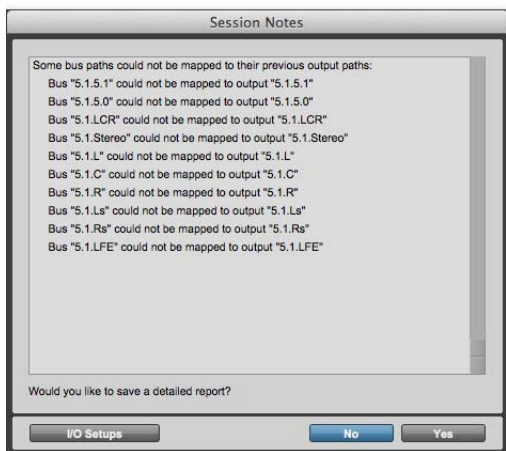 Session Notes
Some bus paths could not be mapped to their previous output paths:
Bus "5.1.5.1" could not be mapped to output "5.1.5.1"
Bus "5.1.5.0" could not be mapped to output "5.1.5.0"
Bus "5.1.LCR" could not be mapped to output "5.1.LCR"
Bus "5.1.Stereo" could not be mapped to output "5.1.Stereo"
Bus "5.1.L" could not be mapped to output "5.1.L"
Bus "5.1.C" could not be mapped to output "5.1.C"
Bus "5.1.R" could not be mapped to output "5.1.R"
Bus "5.1.Ls" could not be mapped to output "5.1.Ls"
Bus "5.1.Rs" could not be mapped to output "5.1.Rs"
Bus "5.1.LFE" could not be mapped to output "5.1.LFE"
Would you like to save a detailed report?
I/O Setups
No
Yes